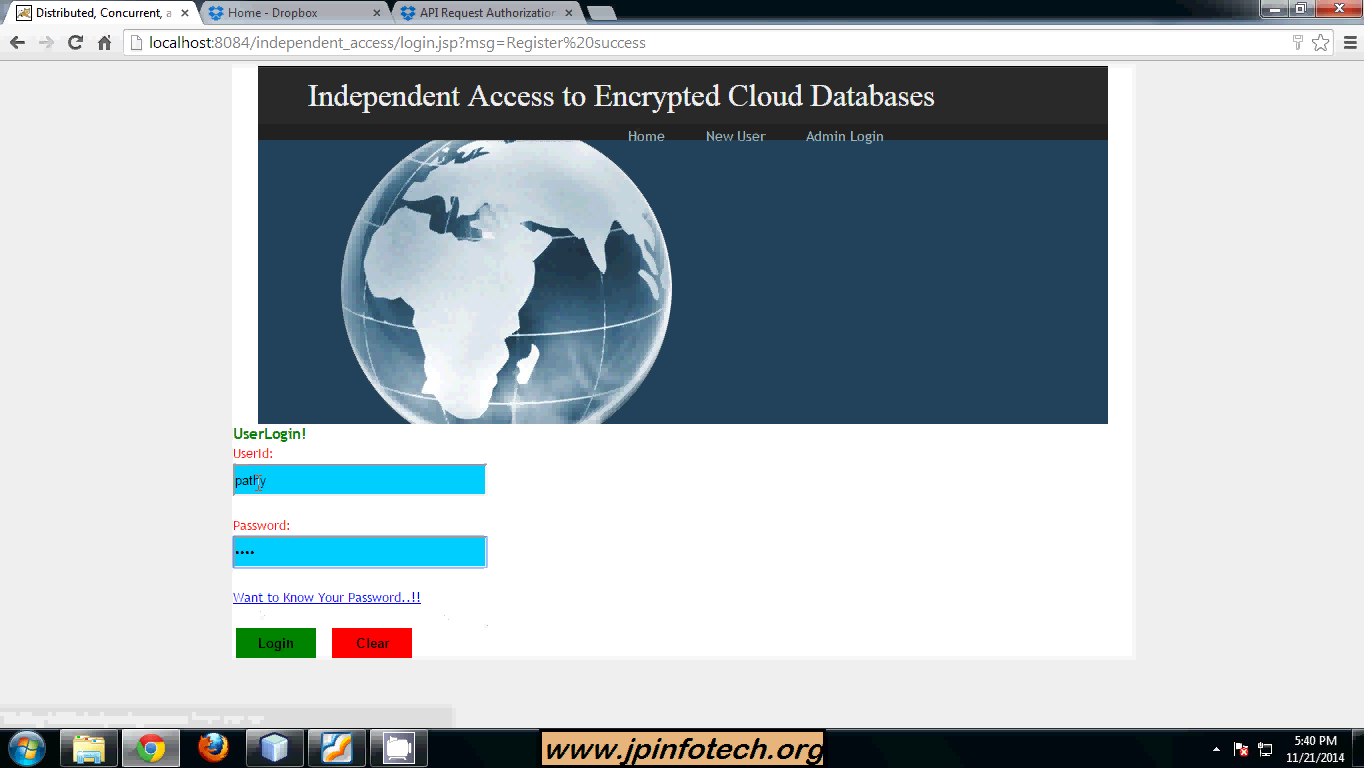 Distributed, Concurrent, a
Home - Dropbox
API Request Authorization
localhost:8084/independent_access/login.jsp?msg=Register%20success
Independent Access to Encrypted Cloud Databases
Home New User Admin Login
UserLogin!
UserId:
pathy
Password:
••••
Want to Know Your Password..!!
Login Clear
www.jpinfotech.org
5:40 PM
11/21/2014